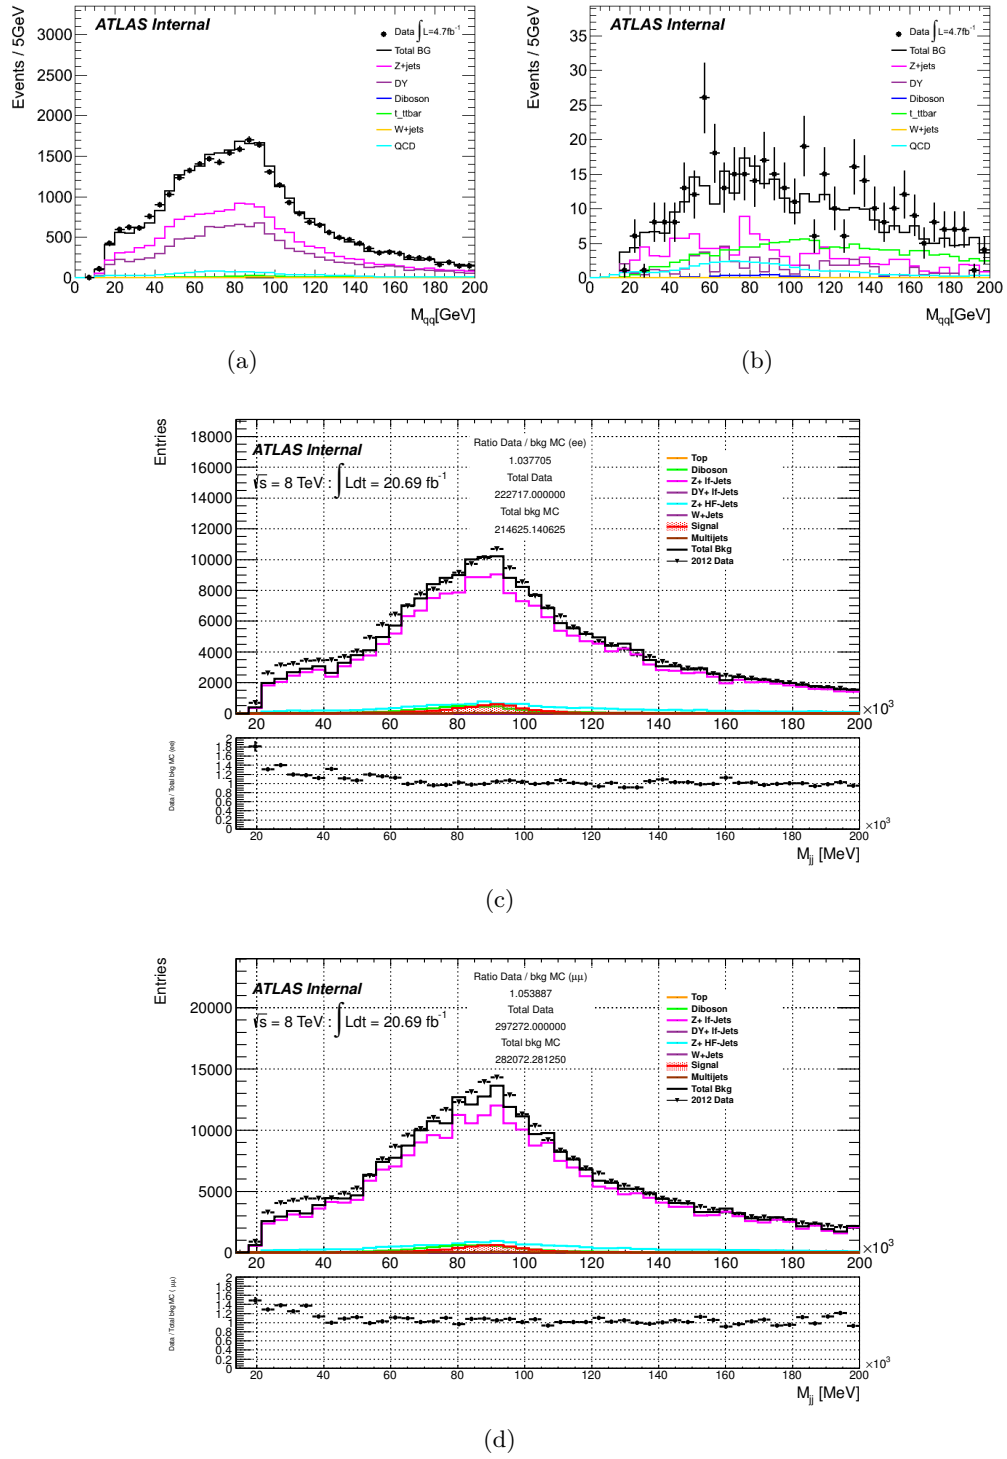 ATLAS Internal
Data ∫ L=4.7fb⁻¹
Total BG
Z+jets
DY
Diboson
t_ttbar
W+jets
QCD
Events / 5GeV
3000
2500
2000
1500
1000
500
0
0 20 40 60 80 100 120 140 160 180 200
M_qq[GeV]
(a)
ATLAS Internal
Data ∫ L=4.7fb⁻¹
Total BG
Z+jets
DY
Diboson
t_ttbar
W+jets
QCD
Events / 5GeV
35
30
25
20
15
10
5
0
0 20 40 60 80 100 120 140 160 180 200
M_qq[GeV]
(b)
Entries
18000
16000
14000
12000
10000
8000
6000
4000
2000
0
ATLAS Internal
√s = 8 TeV : ∫ Ldt = 20.69 fb⁻¹
Ratio Data / bkg MC (ee)
1.037705
Total Data
222717.000000
Total bkg MC
214625.140625
Top
Diboson
Z+ lf-Jets
DY+ lf-Jets
Z+ HF-Jets
W+Jets
Signal
Multijets
Total Bkg
2012 Data
20 40 60 80 100 120 140 160 180 200
×10³
Data / Total bkg MC (ee)
2
1.8
1.6
1.4
1.2
1
0.8
0.6
0.4
0.2
0
20 40 60 80 100 120 140 160 180 200
×10³
M_jj [MeV]
(c)
Entries
20000
15000
10000
5000
0
ATLAS Internal
√s = 8 TeV : ∫ Ldt = 20.69 fb⁻¹
Ratio Data / bkg MC (μμ)
1.053887
Total Data
297272.000000
Total bkg MC
282072.281250
Top
Diboson
Z+ lf-Jets
DY+ lf-Jets
Z+ HF-Jets
W+Jets
Signal
Multijets
Total Bkg
2012 Data
20 40 60 80 100 120 140 160 180 200
×10³
Data / Total bkg MC ( μμ)
2
1.8
1.6
1.4
1.2
1
0.8
0.6
0.4
0.2
0
20 40 60 80 100 120 140 160 180 200
×10³
M_jj [MeV]
(d)